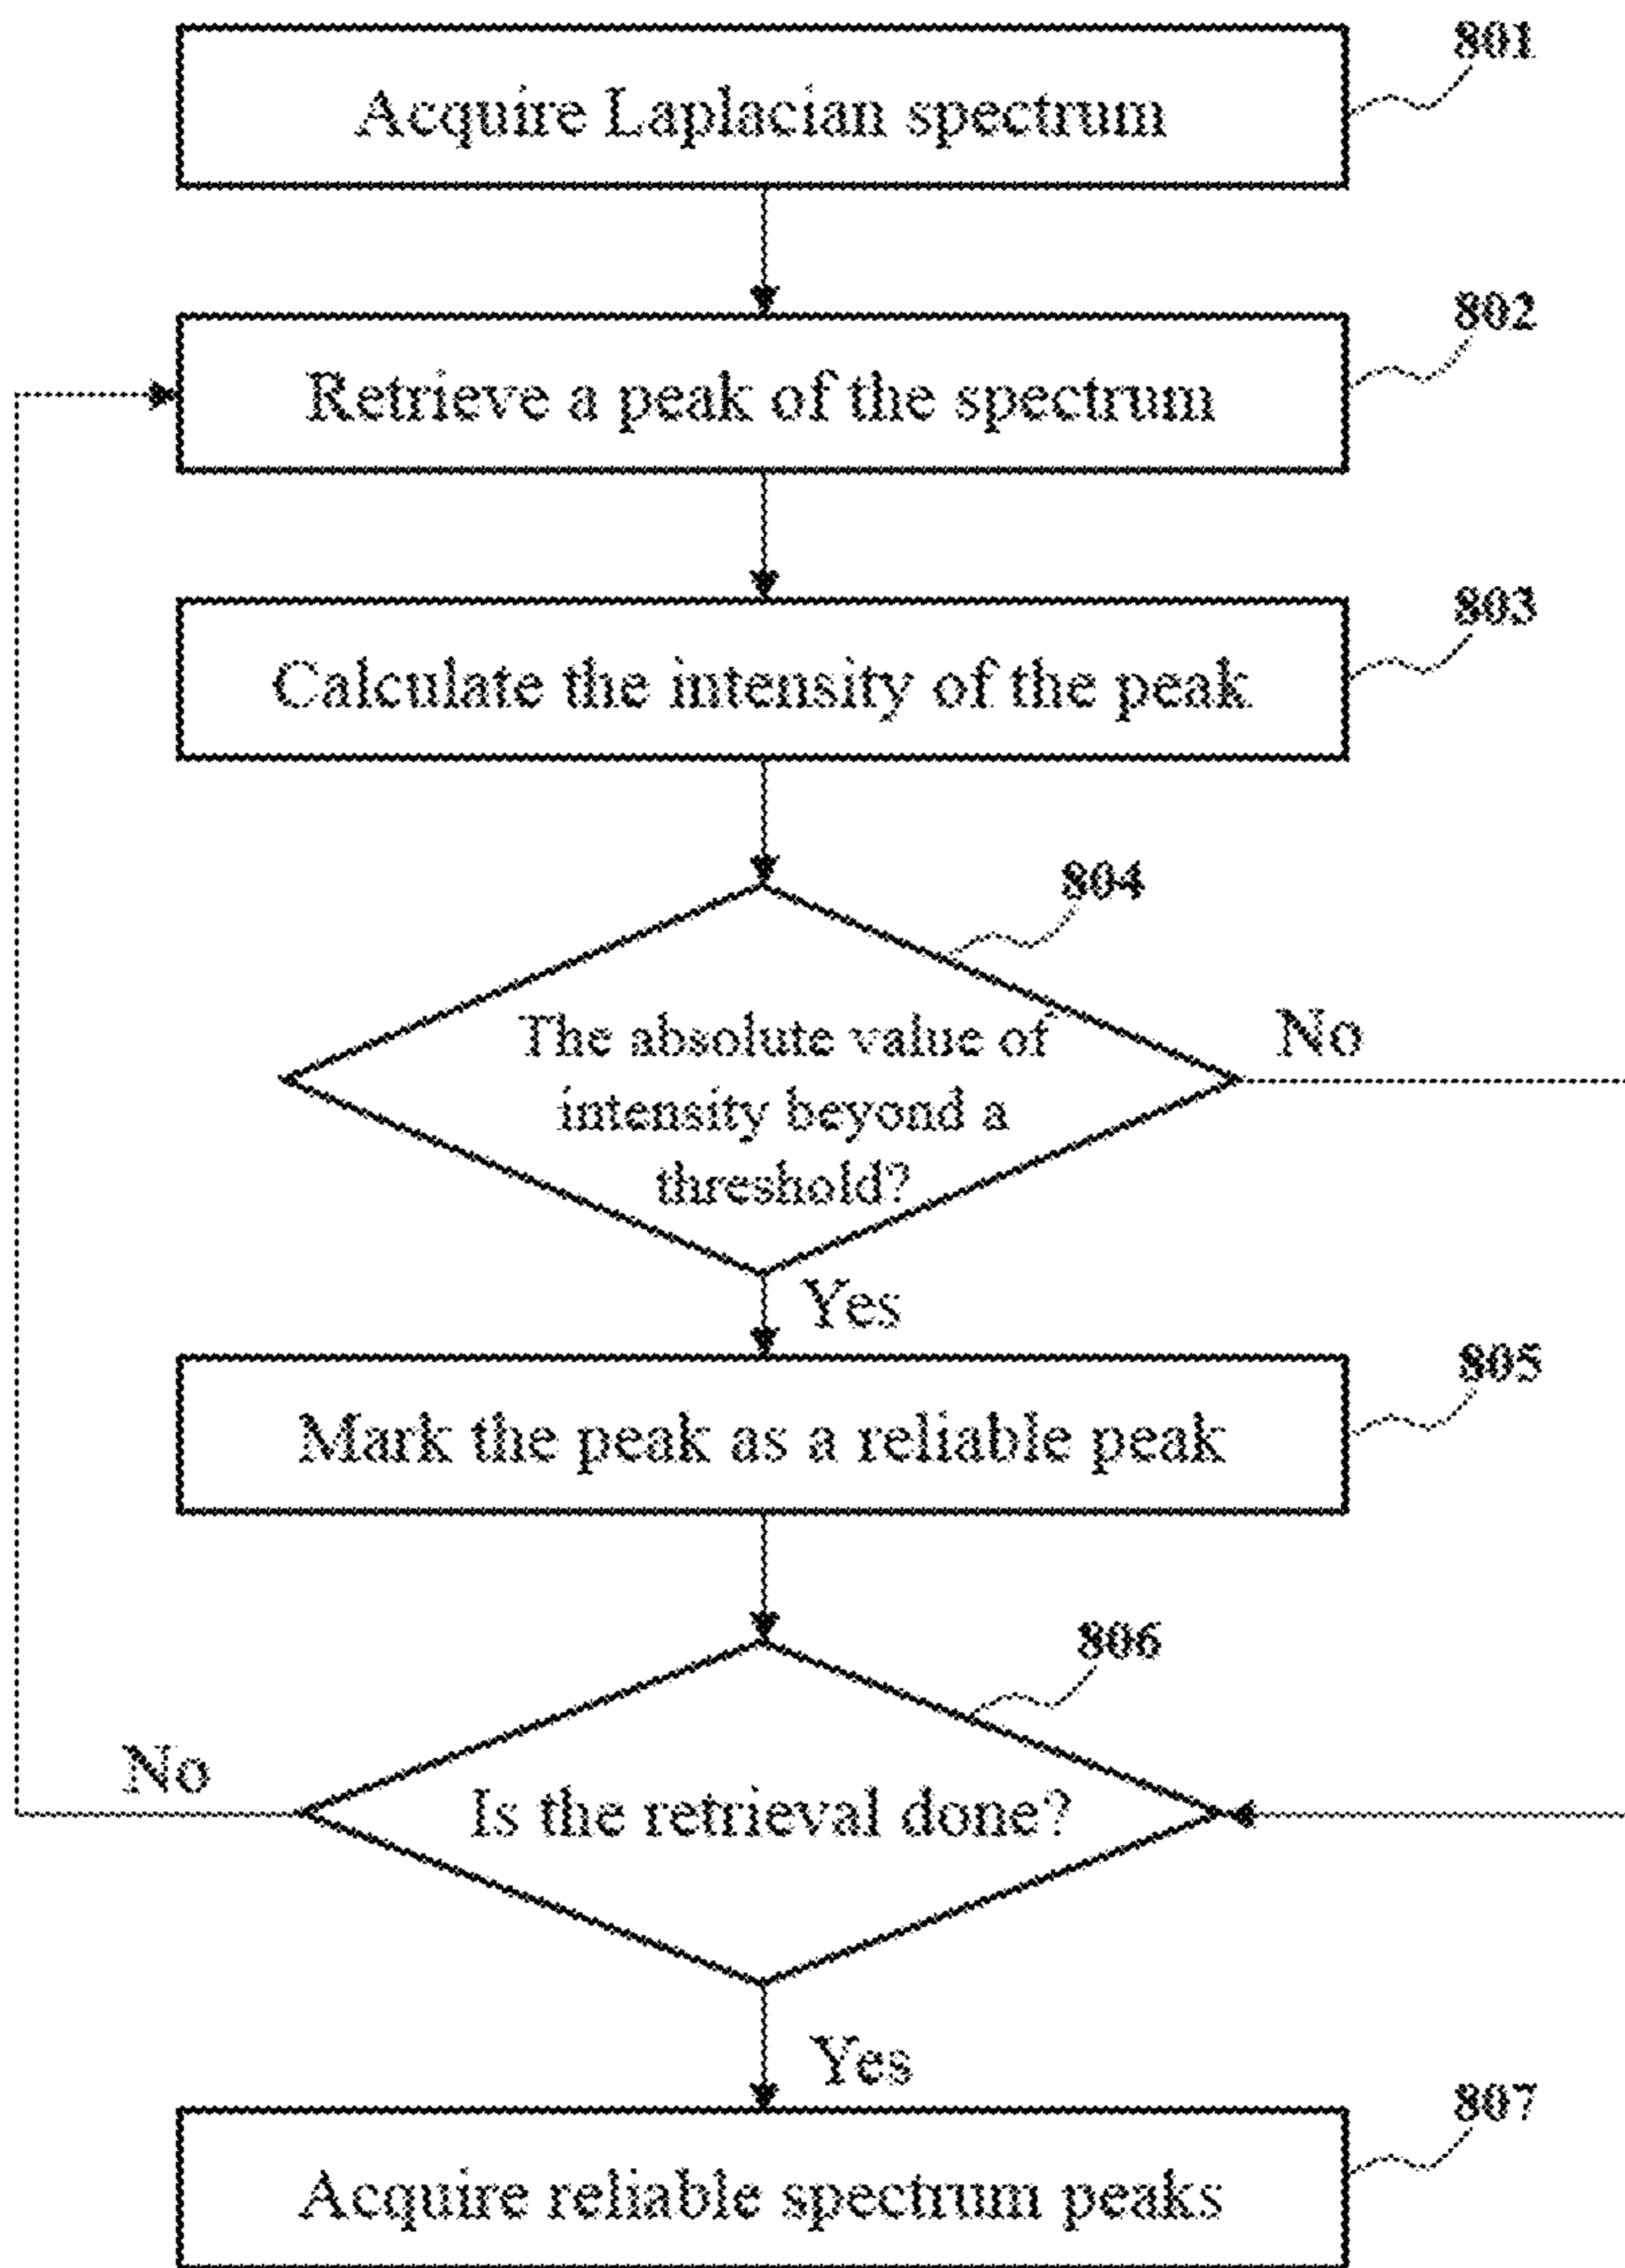 801
Acquire Laplacian spectrum
802
Retrieve a peak of the spectrum
803
Calculate the intensity of the peak
804
The absolute value of
intensity beyond a
threshold?
No
Yes
805
Mark the peak as a reliable peak
806
No
Is the retrieval done?
Yes
807
Acquire reliable spectrum peaks